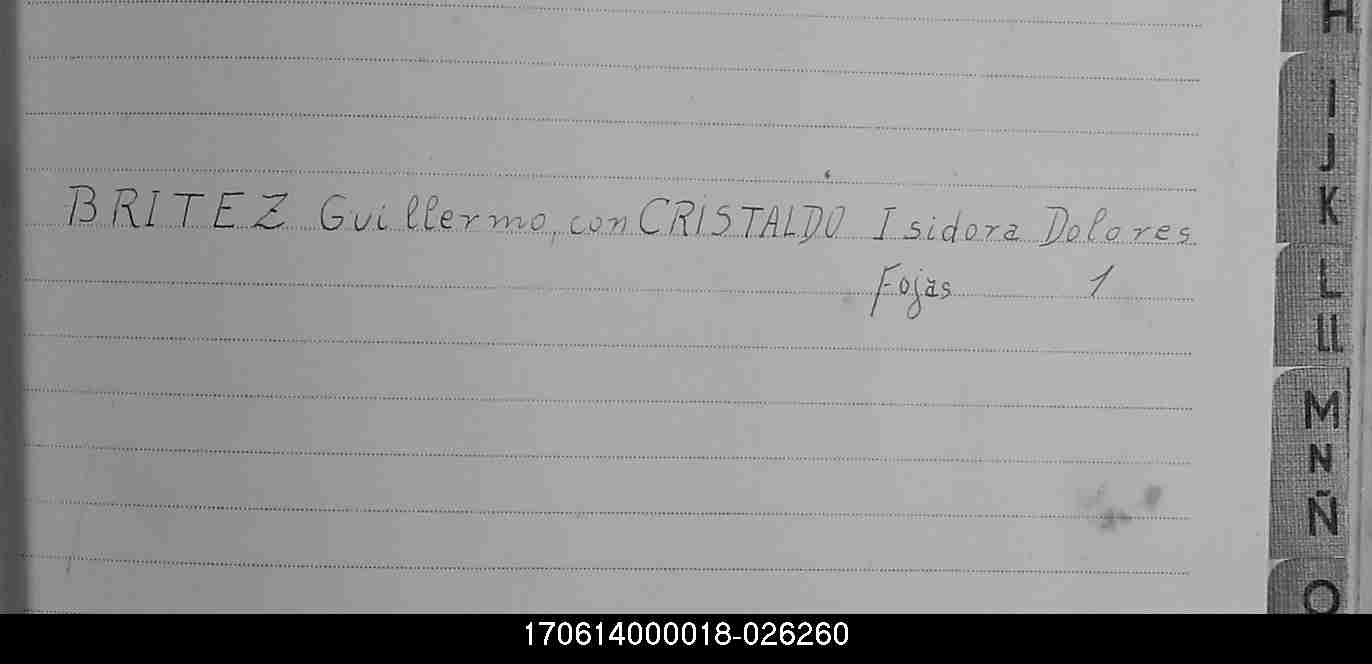 H
I
J
K
L
LL
M
N
Ñ
O
BRITEZ Guillermo, con CRISTALDO Isidora Dolores
Fojas 1
170614000018-026260